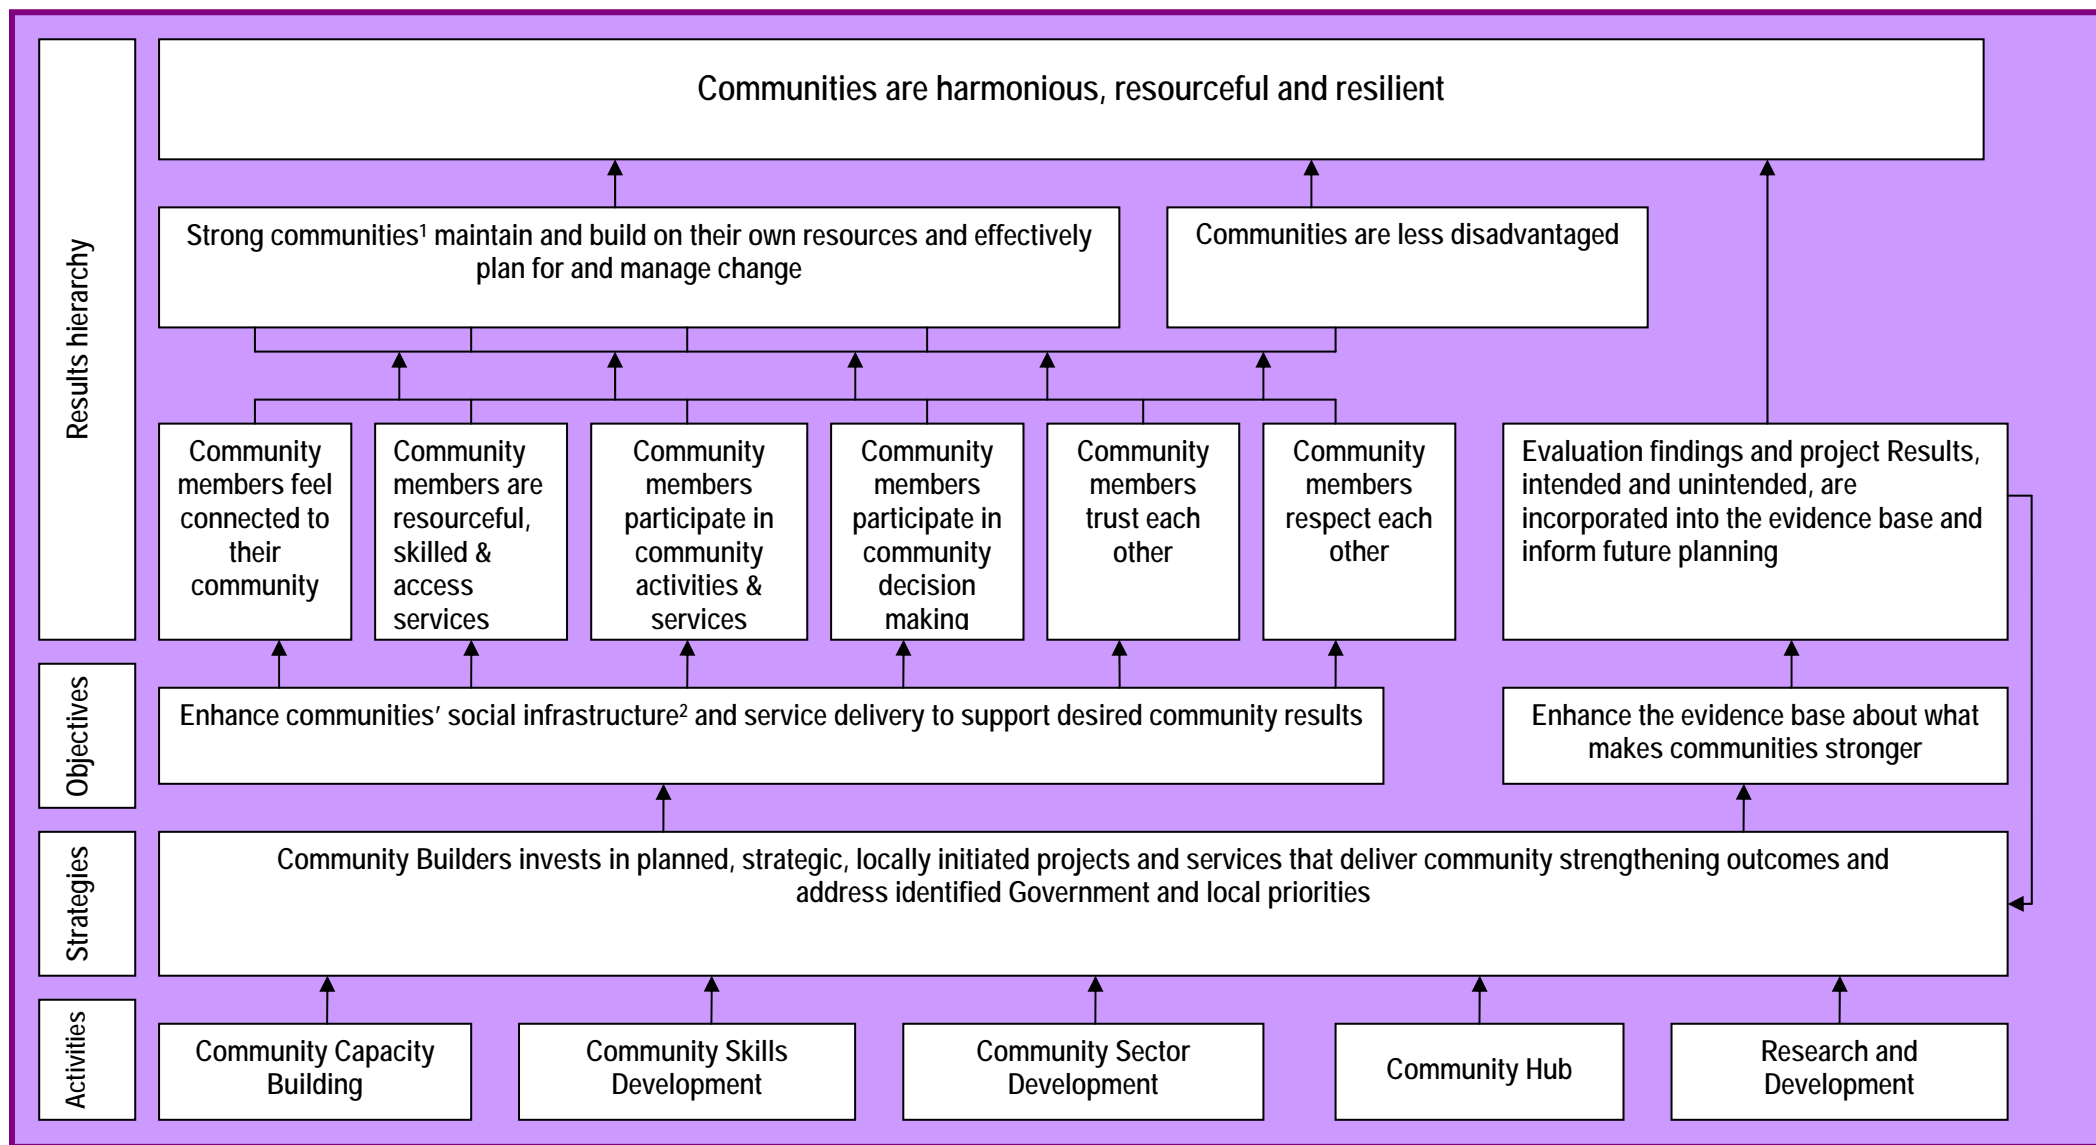 Results hierarchy
Communities are harmonious, resourceful and resilient
Strong communities¹ maintain and build on their own resources and effectively
plan for and manage change
Communities are less disadvantaged
Community
members feel
connected to
their
community
Community
members are
resourceful,
skilled &
access
services
Community
members
participate in
community
activities &
services
Community
members
participate in
community
decision
making
Community
members
trust each
other
Community
members
respect each
other
Evaluation findings and project Results,
intended and unintended, are
incorporated into the evidence base and
inform future planning
Objectives
Enhance communities’ social infrastructure² and service delivery to support desired community results
Enhance the evidence base about what
makes communities stronger
Strategies
Community Builders invests in planned, strategic, locally initiated projects and services that deliver community strengthening outcomes and
address identified Government and local priorities
Activities
Community Capacity
Building
Community Skills
Development
Community Sector
Development
Community Hub
Research and
Development